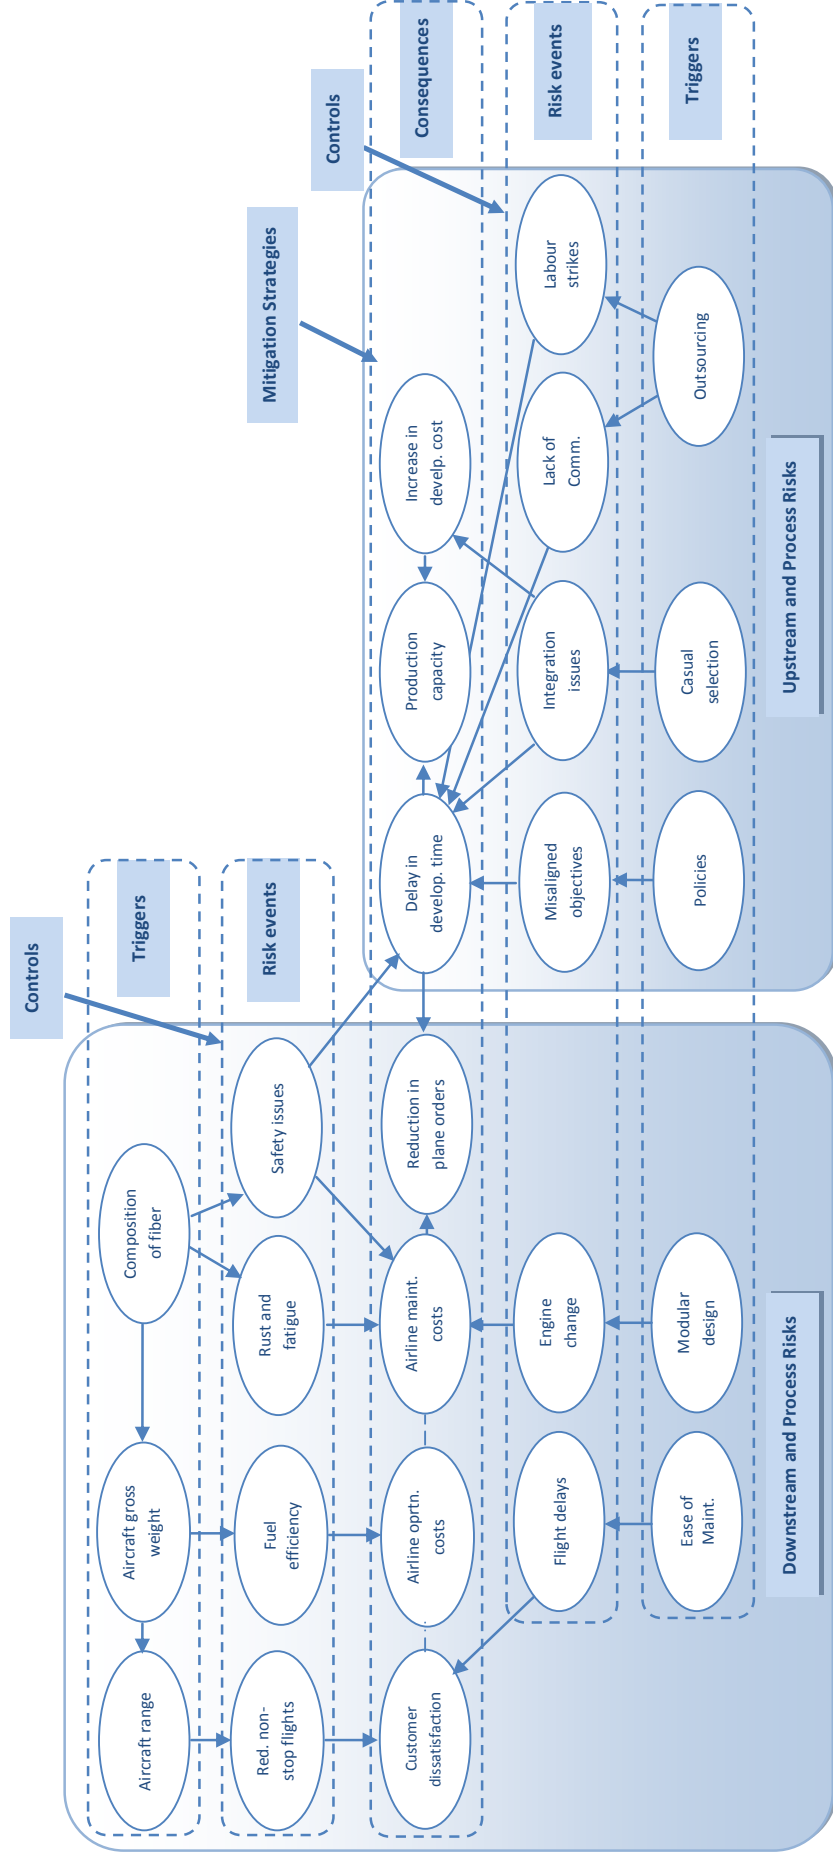 Controls
Triggers
Aircraft range
Aircraft gross
weight
Composition
of fiber
Risk events
Red. non-
stop flights
Fuel
efficiency
Rust and
fatigue
Safety issues
Mitigation Strategies
Controls
Customer
dissatisfaction
Airline oprtn.
costs
Airline maint.
costs
Reduction in
plane orders
Delay in
develop. time
Production
capacity
Increase in
develp. cost
Consequences
Flight delays
Engine
change
Misaligned
objectives
Integration
issues
Lack of
Comm.
Labour
strikes
Risk events
Ease of
Maint.
Modular
design
Policies
Casual
selection
Outsourcing
Triggers
Downstream and Process Risks
Upstream and Process Risks